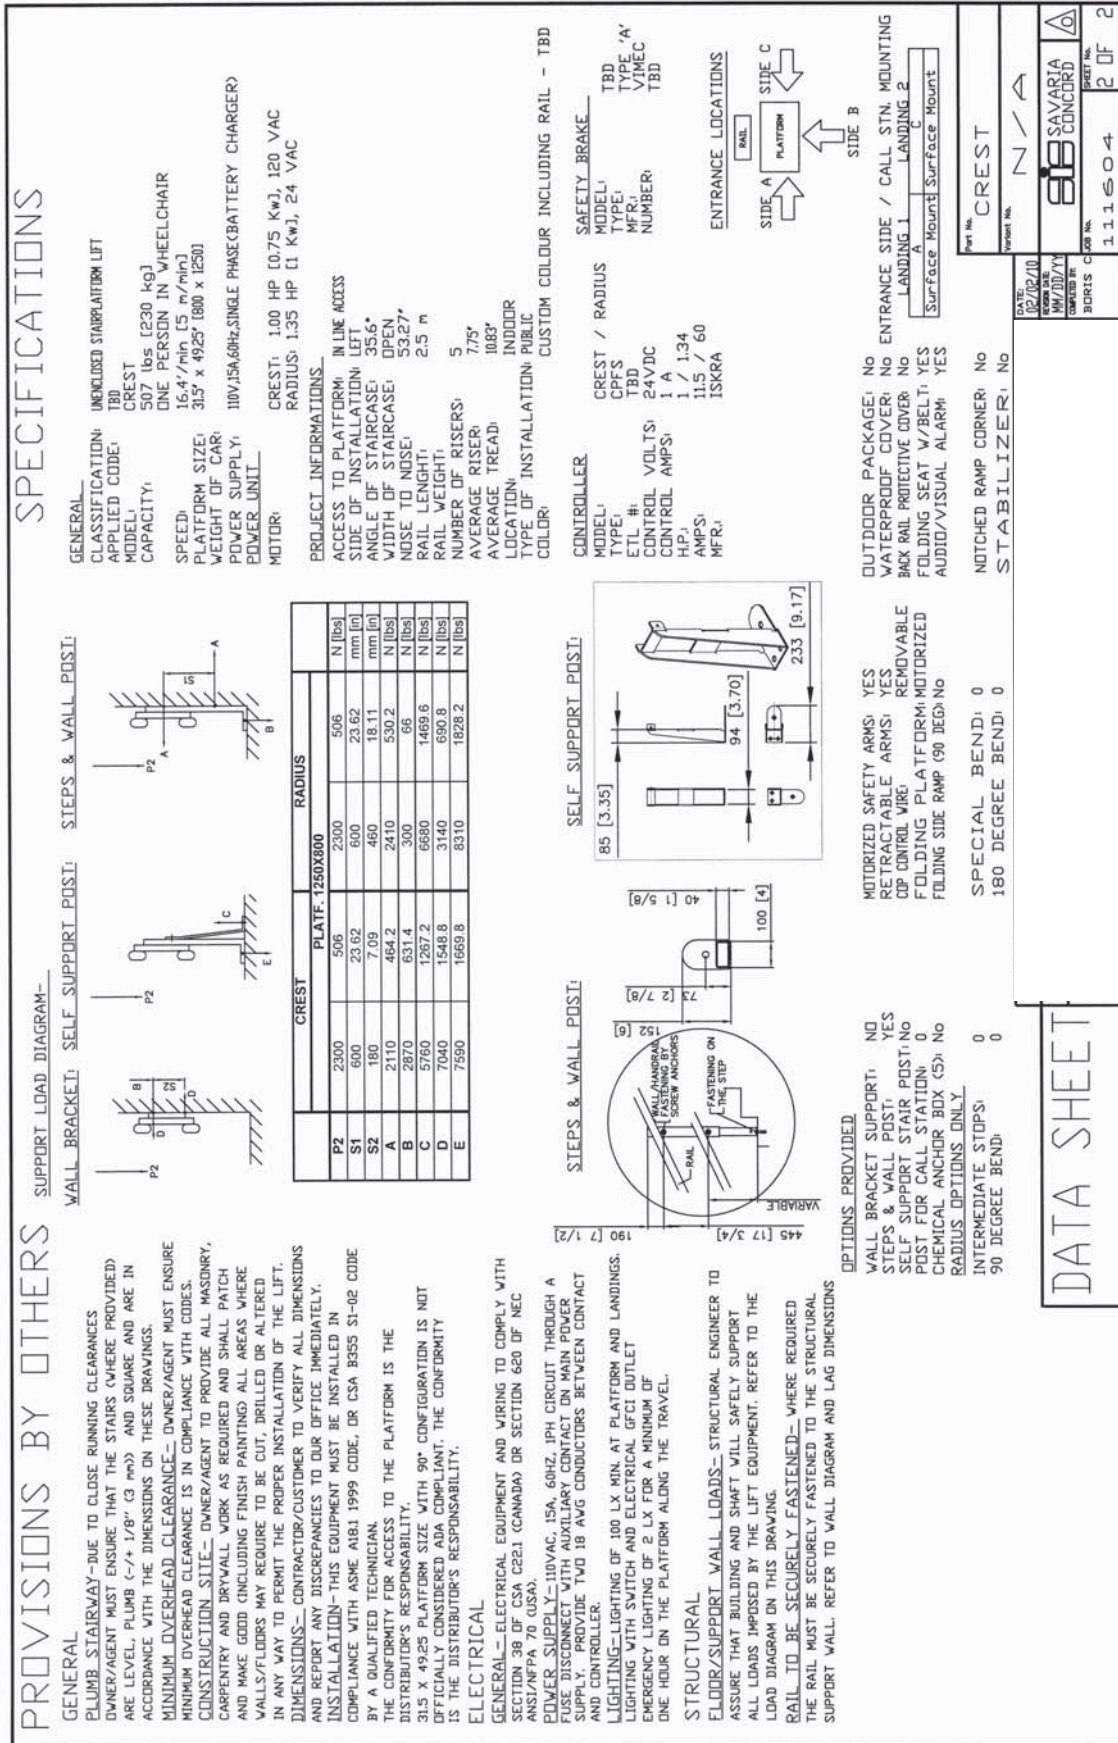 PROVISIONS BY OTHERS
GENERAL
PLUMB STAIRWAY-DUE TO CLOSE RUNNING CLEARANCES
OWNER/AGENT MUST ENSURE THAT THE STAIRS (WHERE PROVIDED)
ARE LEVEL, PLUMB (-/+ 1/8" (3 mm)) AND SQUARE AND ARE IN
ACCORDANCE WITH THE DIMENSIONS ON THESE DRAWINGS.
MINIMUM OVERHEAD CLEARANCE- OWNER/AGENT MUST ENSURE
MINIMUM OVERHEAD CLEARANCE IS IN COMPLIANCE WITH CODES.
CONSTRUCTION SITE- OWNER/AGENT TO PROVIDE ALL MASONRY,
CARPENTRY AND DRYWALL WORK AS REQUIRED AND SHALL PATCH
AND MAKE GOOD (INCLUDING FINISH PAINTING) ALL AREAS WHERE
WALLS/FLOORS MAY REQUIRE TO BE CUT, DRILLED OR ALTERED
IN ANY WAY TO PERMIT THE PROPER INSTALLATION OF THE LIFT.
DIMENSIONS- CONTRACTOR/CUSTOMER TO VERIFY ALL DIMENSIONS
AND REPORT ANY DISCREPANCIES TO OUR OFFICE IMMEDIATELY.
INSTALLATION-THIS EQUIPMENT MUST BE INSTALLED IN
COMPLIANCE WITH ASME A18.1 1999 CODE, OR CSA B355 S1-02 CODE
BY A QUALIFIED TECHNICIAN.
THE CONFORMITY FOR ACCESS TO THE PLATFORM IS THE
DISTRIBUTOR'S RESPONSABILITY.
31.5 X 49.25 PLATFORM SIZE WITH 90° CONFIGURATION IS NOT
OFFICIALLY CONSIDERED ADA COMPLIANT. THE CONFORMITY
IS THE DISTRIBUTOR'S RESPONSABILITY.
ELECTRICAL
GENERAL- ELECTRICAL EQUIPMENT AND WIRING TO COMPLY WITH
SECTION 38 OF CSA C22.1 (CANADA) OR SECTION 620 OF NEC
ANSI/NFPA 70 (USA).
POWER SUPPLY-110VAC, 15A, 60HZ, 1PH CIRCUIT THROUGH A
FUSE DISCONNECT WITH AUXILIARY CONTACT ON MAIN POWER
SUPPLY. PROVIDE TWO 18 AWG CONDUCTORS BETWEEN CONTACT
AND CONTROLLER.
LIGHTING-LIGHTING OF 100 LX MIN. AT PLATFORM AND LANDINGS.
LIGHTING WITH SWITCH AND ELECTRICAL GFCI OUTLET
EMERGENCY LIGHTING OF 2 LX FOR A MINIMUM OF
ONE HOUR ON THE PLATFORM ALONG THE TRAVEL.
STRUCTURAL
FLOOR/SUPPORT WALL LOADS- STRUCTURAL ENGINEER TO
ASSURE THAT BUILDING AND SHAFT WILL SAFELY SUPPORT
ALL LOADS IMPOSED BY THE LIFT EQUIPMENT. REFER TO THE
LOAD DIAGRAM ON THIS DRAWING.
RAIL TO BE SECURELY FASTENED- WHERE REQUIRED
THE RAIL MUST BE SECURELY FASTENED TO THE STRUCTURAL
SUPPORT WALL. REFER TO WALL DIAGRAM AND LAG DIMENSIONS
SUPPORT LOAD DIAGRAM-
WALL BRACKET: SELF SUPPORT POST: STEPS & WALL POST:
P2 B S2 D D
P2 C E
P2 A S1 A B
CREST RADIUS
PLATF. 1250X800
P2 2300 506 2300 506 N [lbs]
S1 600 23.62 600 23.62 mm [in]
S2 180 7.09 460 18.11 mm [in]
A 2110 464.2 2410 530.2 N [lbs]
B 2870 631.4 300 66 N [lbs]
C 5760 1267.2 6680 1469.6 N [lbs]
D 7040 1548.8 3140 690.8 N [lbs]
E 7590 1669.8 8310 1828.2 N [lbs]
STEPS & WALL POST:
190 [7 1/2]
445 [17 3/4]
VARIABLE
RAIL
WALL/HANDRAIL
FASTENING BY
SCREW ANCHORS
FASTENING ON
THE STEP
152 [6]
73 [2 7/8]
40 [1 5/8]
100 [4]
SELF SUPPORT POST:
85 [3.35]
94 [3.70]
233 [9.17]
OPTIONS PROVIDED
WALL BRACKET SUPPORT: NO
STEPS & WALL POST: YES
SELF SUPPORT STAIR POST: No
POST FOR CALL STATION: 0
CHEMICAL ANCHOR BOX (5): No
RADIUS OPTIONS ONLY
INTERMEDIATE STOPS: 0
90 DEGREE BEND: 0
MOTORIZED SAFETY ARMS: YES
RETRACTABLE ARMS: YES
COP CONTROL WIRE: REMOVABLE
FOLDING PLATFORM: MOTORIZED
FOLDING SIDE RAMP (90 DEG): No
SPECIAL BEND: 0
180 DEGREE BEND: 0
OUTDOOR PACKAGE: No
WATERPROOF COVER: No
BACK RAIL PROTECTIVE COVER: No
FOLDING SEAT W/BELT: YES
AUDIO/VISUAL ALARM: YES
NOTCHED RAMP CORNER: No
STABILIZER: No
SPECIFICATIONS
GENERAL
CLASSIFICATION: UNENCLOSED STAIRPLATFORM LIFT
APPLIED CODE: TBD
MODEL: CREST
CAPACITY: 507 lbs [230 kg]
ONE PERSON IN WHEELCHAIR
SPEED: 16.4'/min [5 m/min]
PLATFORM SIZE: 31.5" x 49.25" [800 x 1250]
WEIGHT OF CAR:
POWER SUPPLY: 110V,15A,60Hz,SINGLE PHASE(BATTERY CHARGER)
POWER UNIT
MOTOR: CREST: 1.00 HP [0.75 Kw], 120 VAC
RADIUS: 1.35 HP [1 Kw], 24 VAC
PROJECT INFORMATIONS
ACCESS TO PLATFORM: IN LINE ACCESS
SIDE OF INSTALLATION: LEFT
ANGLE OF STAIRCASE: 35.6°
WIDTH OF STAIRCASE: OPEN
NOSE TO NOSE: 53.27"
RAIL LENGHT: 2.5 m
RAIL WEIGHT:
NUMBER OF RISERS: 5
AVERAGE RISER: 7.75"
AVERAGE TREAD: 10.83"
LOCATION: INDOOR
TYPE OF INSTALLATION: PUBLIC
COLOR: CUSTOM COLOUR INCLUDING RAIL - TBD
CONTROLLER
MODEL: CREST / RADIUS
TYPE: CPFS
ETL #: TBD
CONTROL VOLTS: 24VDC
CONTROL AMPS: 1 A
H.P.: 1 / 1.34
AMPS: 11.5 / 60
MFR.: ISKRA
SAFETY BRAKE
MODEL: TBD
TYPE: TYPE 'A'
MFR.: VIMEC
NUMBER: TBD
ENTRANCE LOCATIONS
RAIL
SIDE A PLATFORM SIDE C
SIDE B
ENTRANCE SIDE / CALL STN. MOUNTING
LANDING 1 LANDING 2
A C
Surface Mount Surface Mount
DATA SHEET
DATE:
02/02/10
REVISION DATE:
MM/DD/YY
COMPLETED BY:
BORIS C
Part No.
CREST
Variant No.
N/A
SAVARIA
CONCORD
JOB No.
111604
SHEET No.
2 OF 2